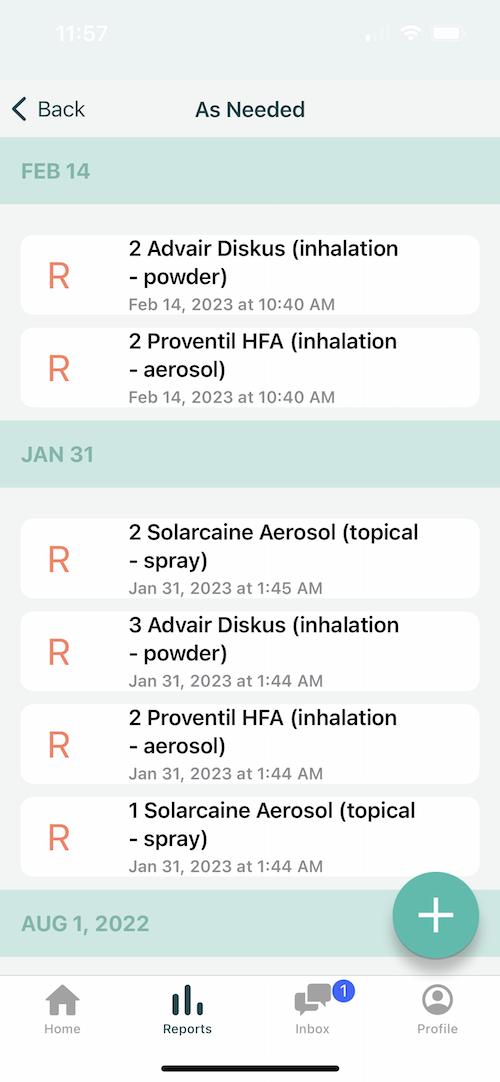 11:57
Back
As Needed
FEB 14
R
2 Advair Diskus (inhalation
- powder)
Feb 14, 2023 at 10:40 AM
R
2 Proventil HFA (inhalation
- aerosol)
Feb 14, 2023 at 10:40 AM
JAN 31
R
2 Solarcaine Aerosol (topical
- spray)
Jan 31, 2023 at 1:45 AM
R
3 Advair Diskus (inhalation
- powder)
Jan 31, 2023 at 1:44 AM
R
2 Proventil HFA (inhalation
- aerosol)
Jan 31, 2023 at 1:44 AM
R
1 Solarcaine Aerosol (topical
- spray)
Jan 31, 2023 at 1:44 AM
AUG 1, 2022
+
1
Home
Reports
Inbox
Profile